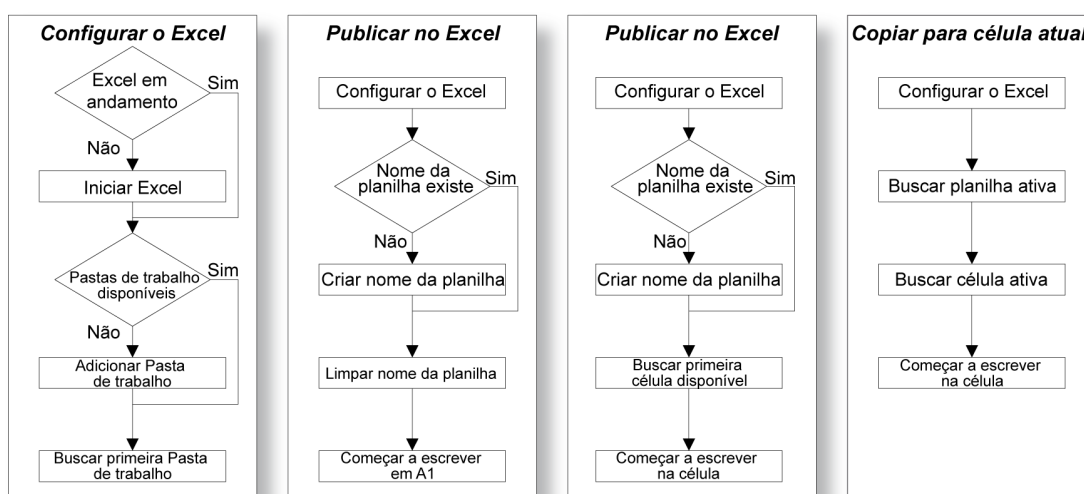 Configurar o Excel
Excel em
andamento
Sim
Não
Iniciar Excel
Pastas de trabalho
disponíveis
Sim
Não
Adicionar Pasta
de trabalho
Buscar primeira Pasta
de trabalho
Publicar no Excel
Configurar o Excel
Nome da
planilha existe
Sim
Não
Criar nome da planilha
Limpar nome da planilha
Começar a escrever
em A1
Publicar no Excel
Configurar o Excel
Nome da
planilha existe
Sim
Não
Criar nome da planilha
Buscar primeira
célula disponível
Começar a escrever
na célula
Copiar para célula atual
Configurar o Excel
Buscar planilha ativa
Buscar célula ativa
Começar a escrever
na célula